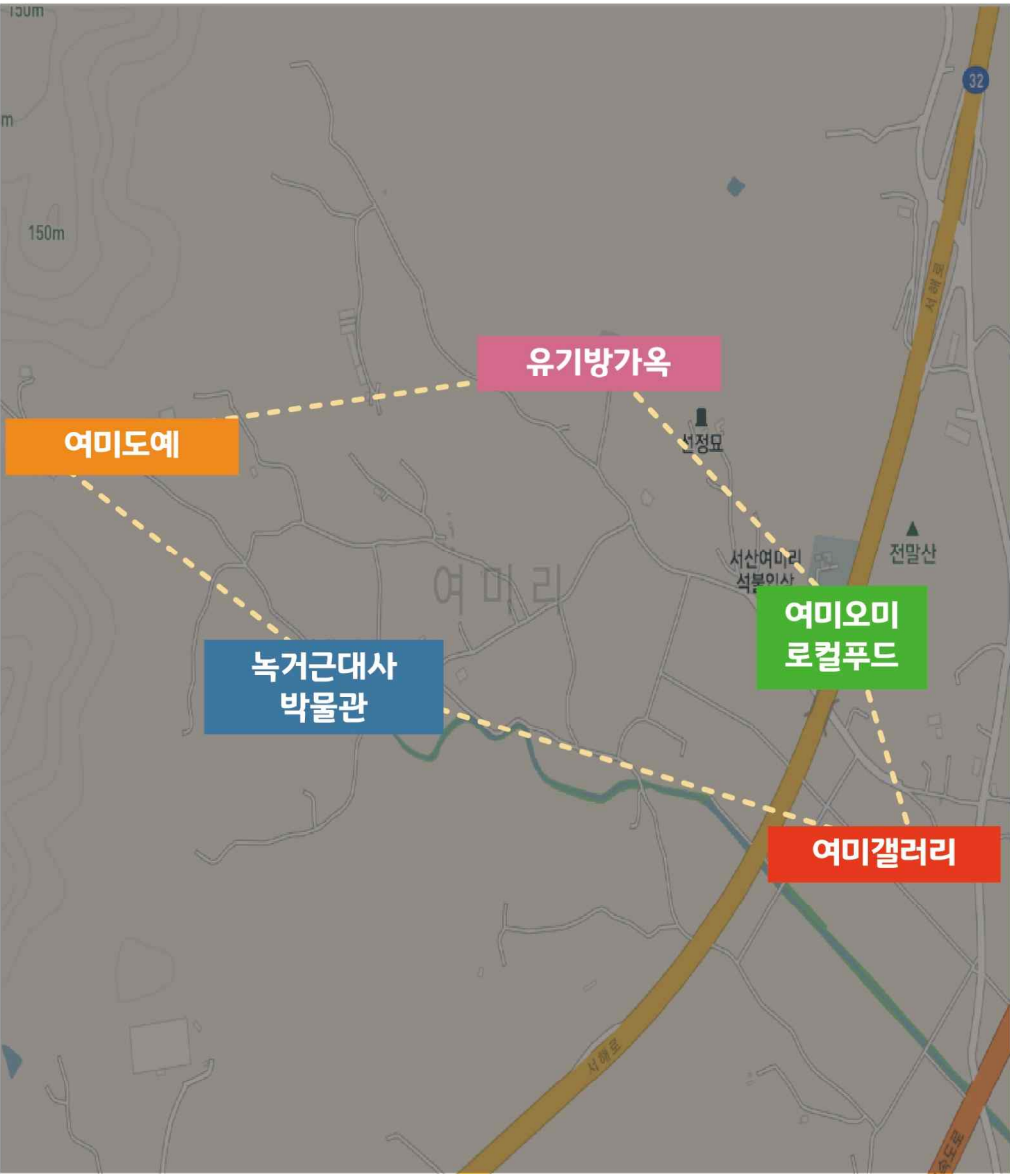 150m
m
32
150m
서해로
유기방가옥
선정묘
여미도예
전말산
서산여미리
석불입상
여미리
여미오미
로컬푸드
녹거근대사
박물관
여미갤러리
서해로
속도로